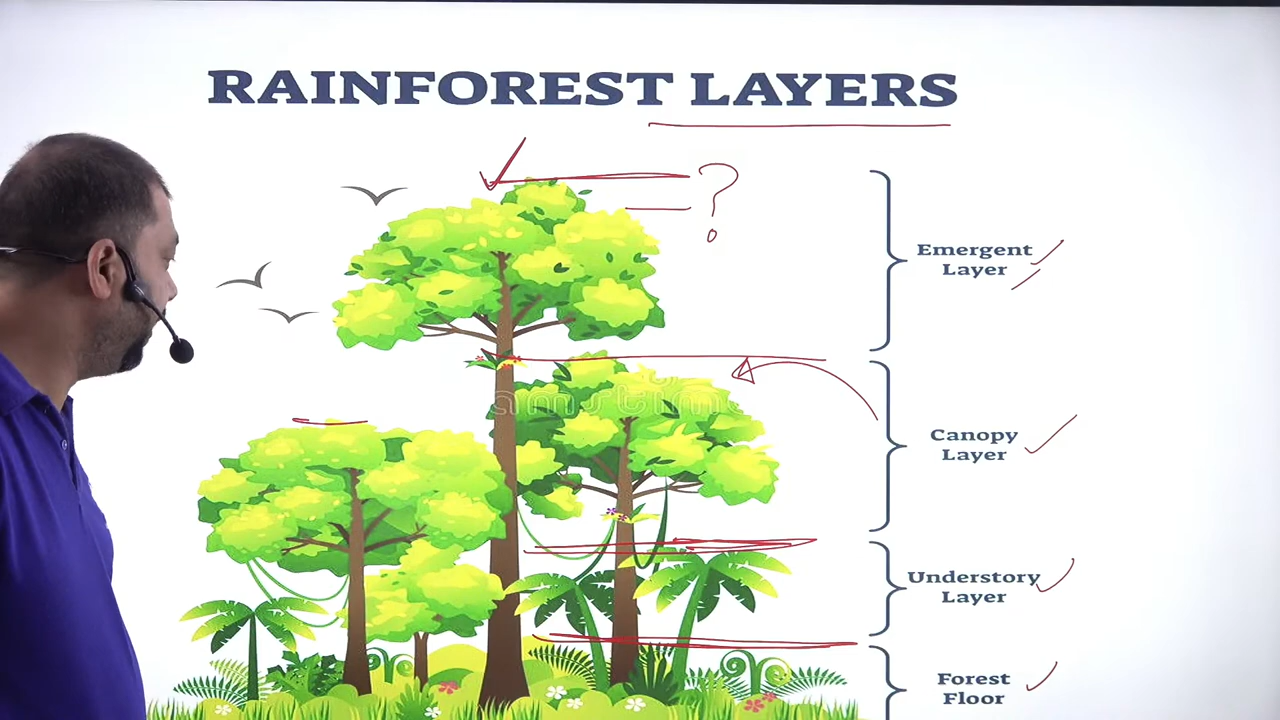 RAINFOREST LAYERS
?
Emergent
Layer
Canopy
Layer
Understory
Layer
Forest
Floor